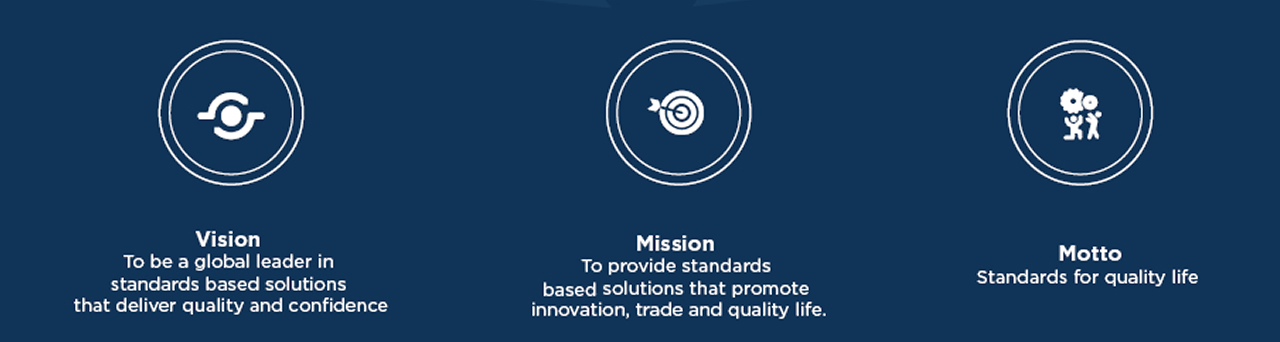 Vision
To be a global leader in
standards based solutions
that deliver quality and confidence
Mission
To provide standards
based solutions that promote
innovation, trade and quality life.
Motto
Standards for quality life